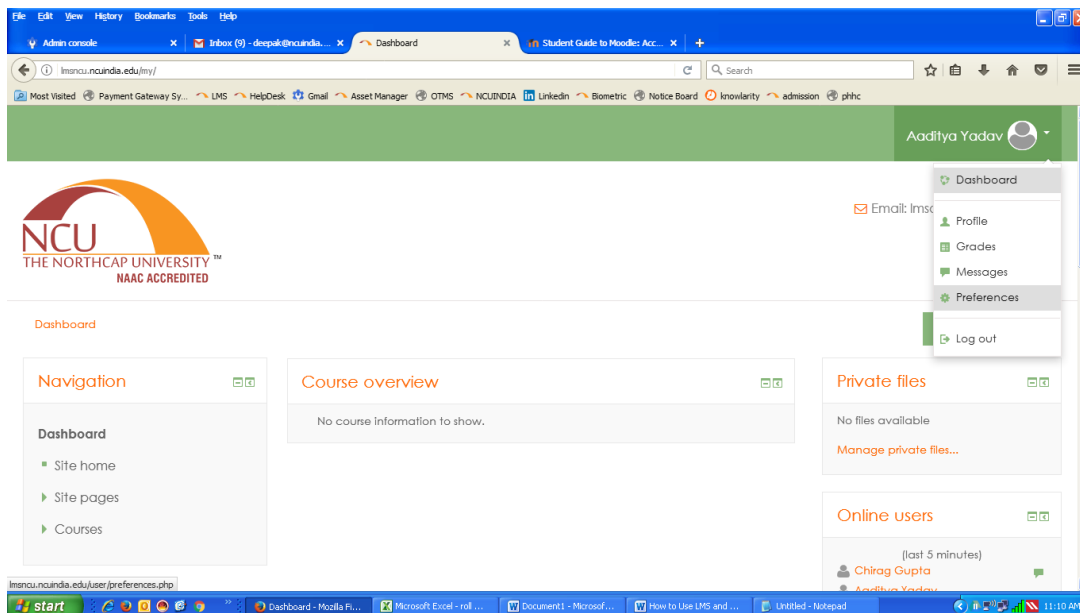 File Edit View History Bookmarks Tools Help
Admin console
Inbox (9) - deepak@ncuindia....
Dashboard
Student Guide to Moodle: Acc...
lmsncu.ncuindia.edu/my/
Search
Most Visited Payment Gateway Sy... LMS HelpDesk Gmail Asset Manager OTMS NCUINDIA Linkedin Biometric Notice Board knowlarity admission phhc
Aaditya Yadav
Dashboard
Profile
Grades
Messages
Preferences
Log out
NCU
THE NORTHCAP UNIVERSITY ™
NAAC ACCREDITED
Email:
Dashboard
Navigation
Dashboard
Site home
Site pages
Courses
Course overview
No course information to show.
Private files
No files available
Manage private files...
Online users
(last 5 minutes)
Chirag Gupta
Aaditya Yadav
lmsncu.ncuindia.edu/user/preferences.php
start
Dashboard - Mozilla Fi...
Microsoft Excel - roll ...
Document1 - Microsof...
How to Use LMS and ...
Untitled - Notepad
11:10 AM